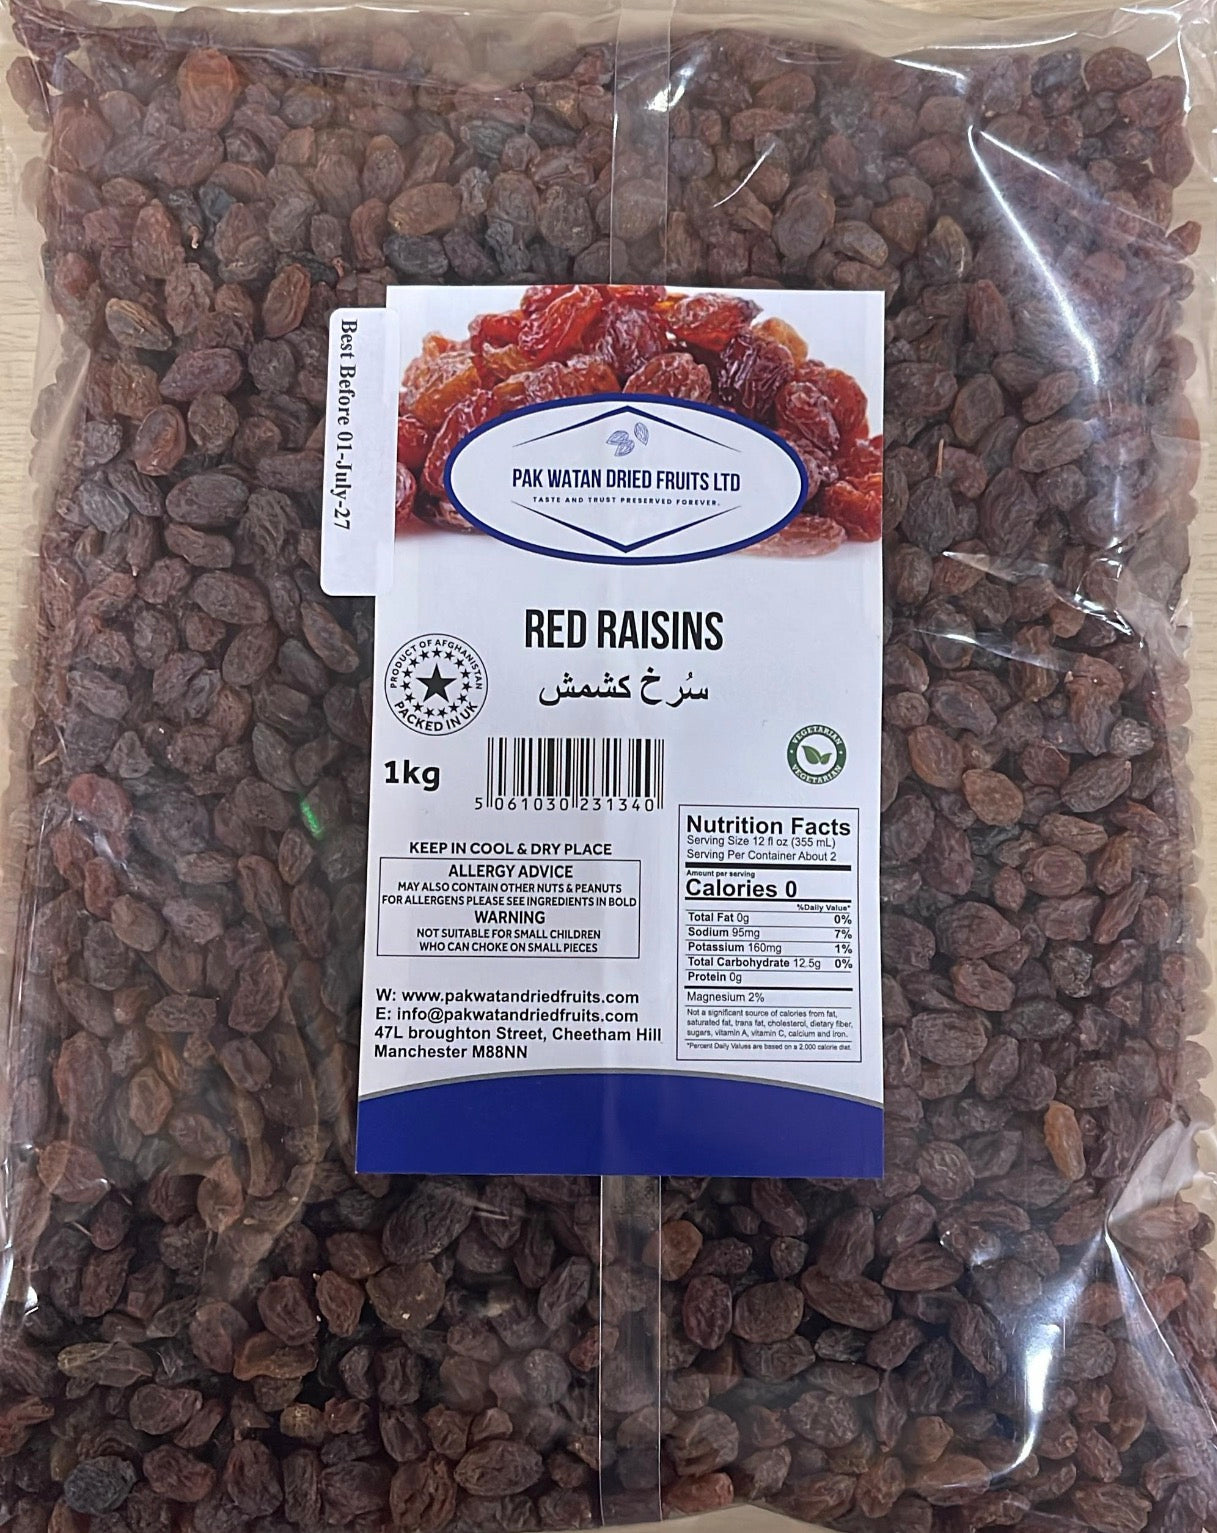 Best Before 01-July-27
PAK WATAN DRIED FRUITS LTD
TASTE AND TRUST PRESERVED FOREVER.
RED RAISINS
سُرخ کشمش
PRODUCT OF AFGHANISTAN
PACKED IN UK
VEGETARIAN
VEGETARIAN
1kg
5 061030 231340
KEEP IN COOL & DRY PLACE
ALLERGY ADVICE
MAY ALSO CONTAIN OTHER NUTS & PEANUTS
FOR ALLERGENS PLEASE SEE INGREDIENTS IN BOLD
WARNING
NOT SUITABLE FOR SMALL CHILDREN
WHO CAN CHOKE ON SMALL PIECES
W: www.pakwatandriedfruits.com
E: info@pakwatandriedfruits.com
47L broughton Street, Cheetham Hill
Manchester M88NN
Nutrition Facts
Serving Size 12 fl oz (355 mL)
Serving Per Container About 2
Amount per serving
Calories 0
%Daily Value*
Total Fat 0g 0%
Sodium 95mg 7%
Potassium 160mg 1%
Total Carbohydrate 12.5g 0%
Protein 0g
Magnesium 2%
Not a significant source of calories from fat,
saturated fat, trans fat, cholesterol, dietary fiber,
sugars, vitamin A, vitamin C, calcium and iron.
*Percent Daily Values are based on a 2,000 calorie diet.